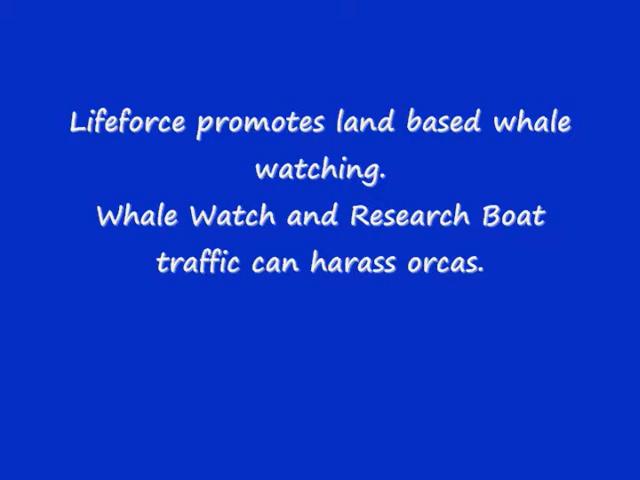 Lifeforce promotes land based whale
watching.
Whale Watch and Research Boat
traffic can harass orcas.